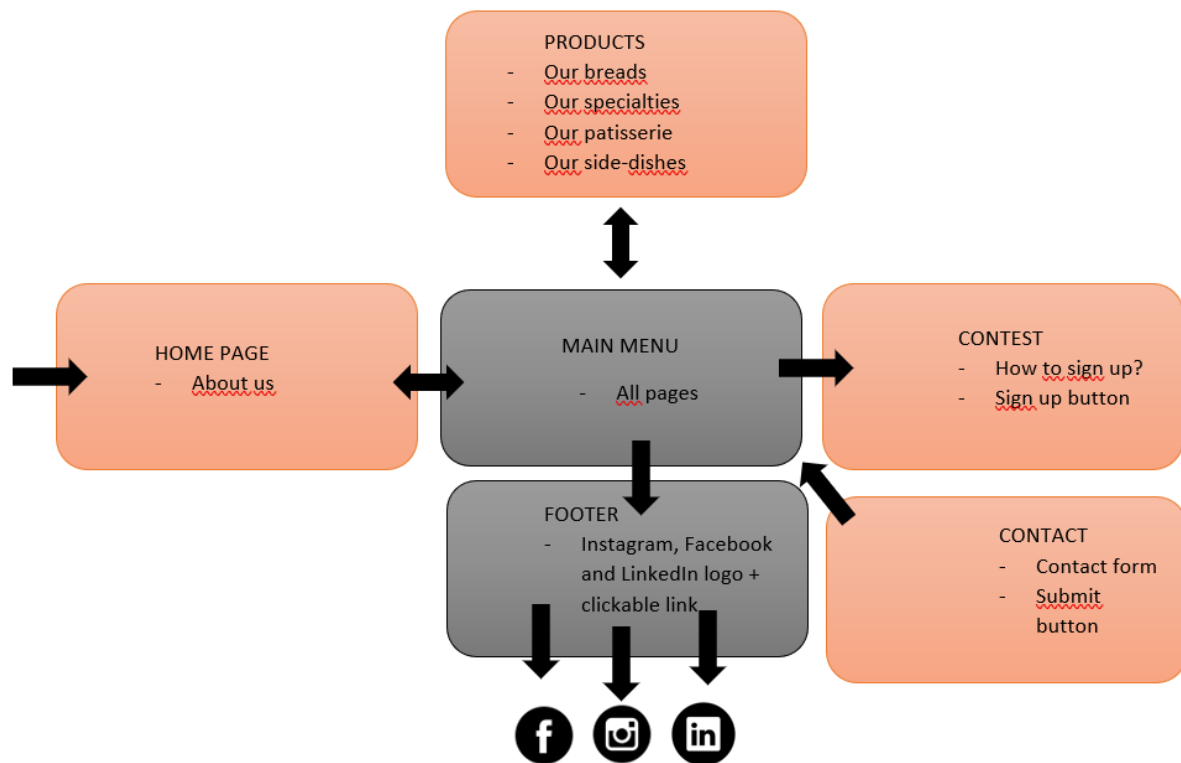 PRODUCTS
- Our breads
- Our specialties
- Our patisserie
- Our side-dishes
HOME PAGE
- About us
MAIN MENU
- All pages
CONTEST
- How to sign up?
- Sign up button
FOOTER
- Instagram, Facebook
and LinkedIn logo +
clickable link
CONTACT
- Contact form
- Submit
button
f
in